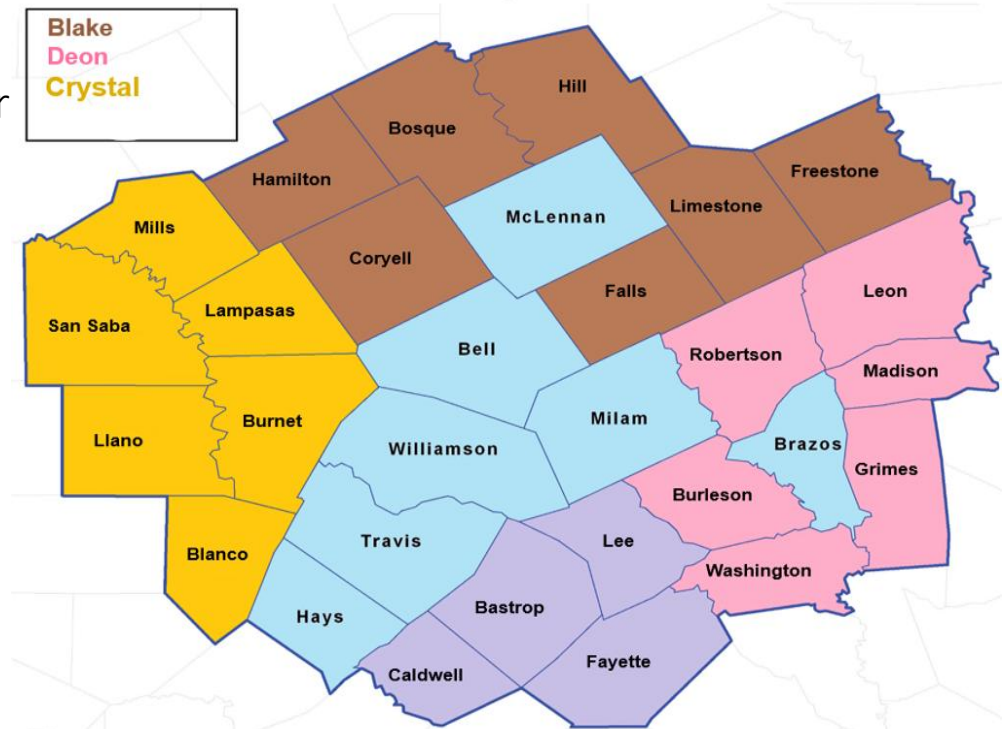 Blake
Deon
Crystal
r
Hill
Bosque
Freestone
Hamilton
Limestone
McLennan
Mills
Coryell
Falls
Leon
Lampasas
San Saba
Bell
Robertson
Madison
Burnet
Milam
Llano
Williamson
Brazos
Grimes
Burleson
Travis
Lee
Blanco
Washington
Bastrop
Hays
Fayette
Caldwell